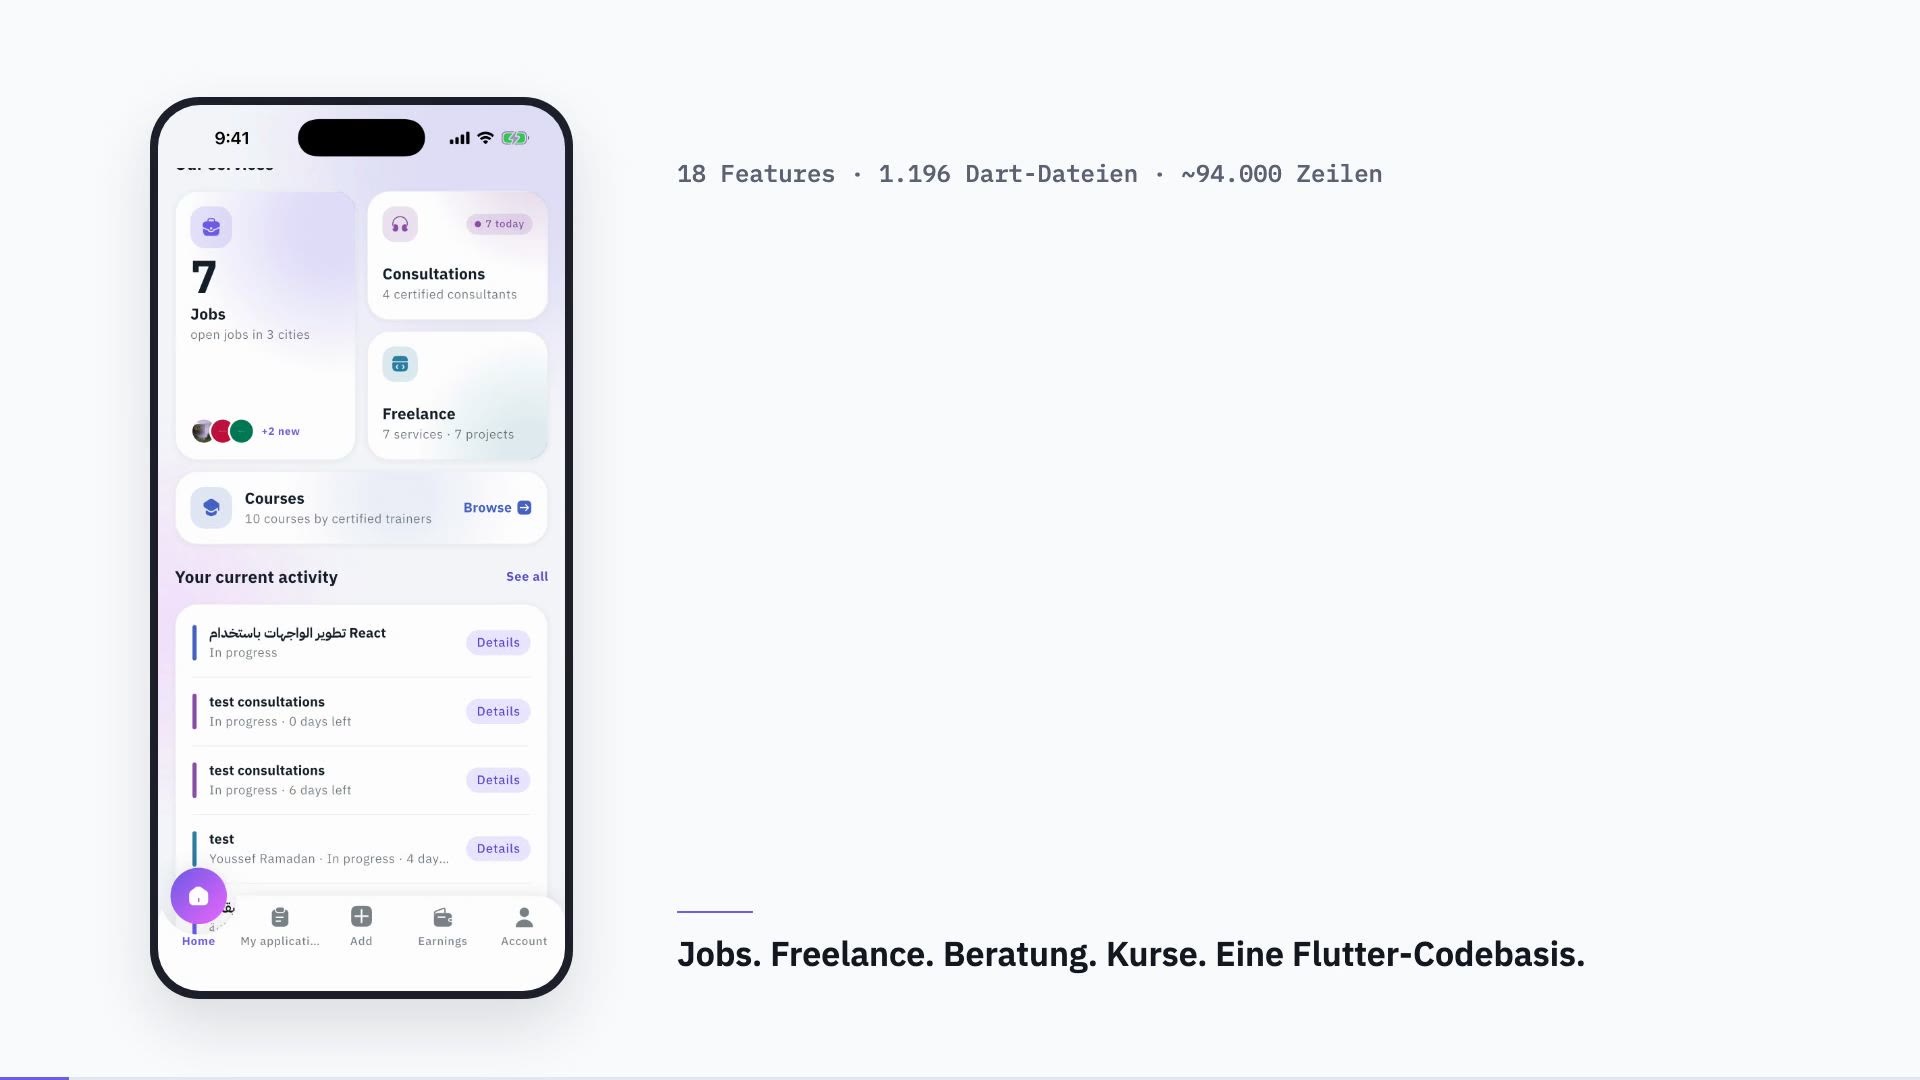 9:41
Our services
7
Jobs
open jobs in 3 cities
+2 new
7 today
Consultations
4 certified consultants
Freelance
7 services · 7 projects
Courses
10 courses by certified trainers
Browse
Your current activity
See all
تطوير الواجهات باستخدام React
In progress
Details
test consultations
In progress · 0 days left
Details
test consultations
In progress · 6 days left
Details
test
Youssef Ramadan · In progress · 4 day...
Details
Home
My applicati...
Add
Earnings
Account
18 Features · 1.196 Dart-Dateien · ~94.000 Zeilen
Jobs. Freelance. Beratung. Kurse. Eine Flutter-Codebasis.